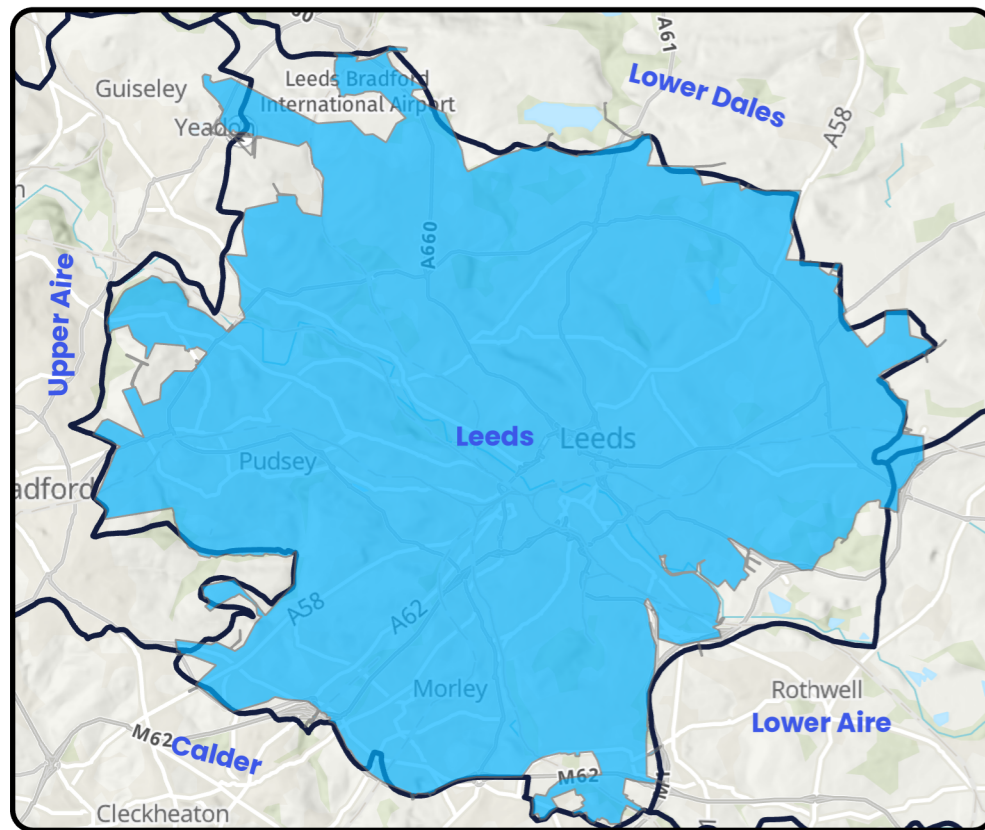 A61
Lower Dales
Leeds Bradford
International Airport
Guiseley
Yeadon
A58
A660
Upper Aire
Leeds
Leeds
Pudsey
adford
A58
A62
Morley
Rothwell
Lower Aire
M62
Calder
M62
M1
Cleckheaton